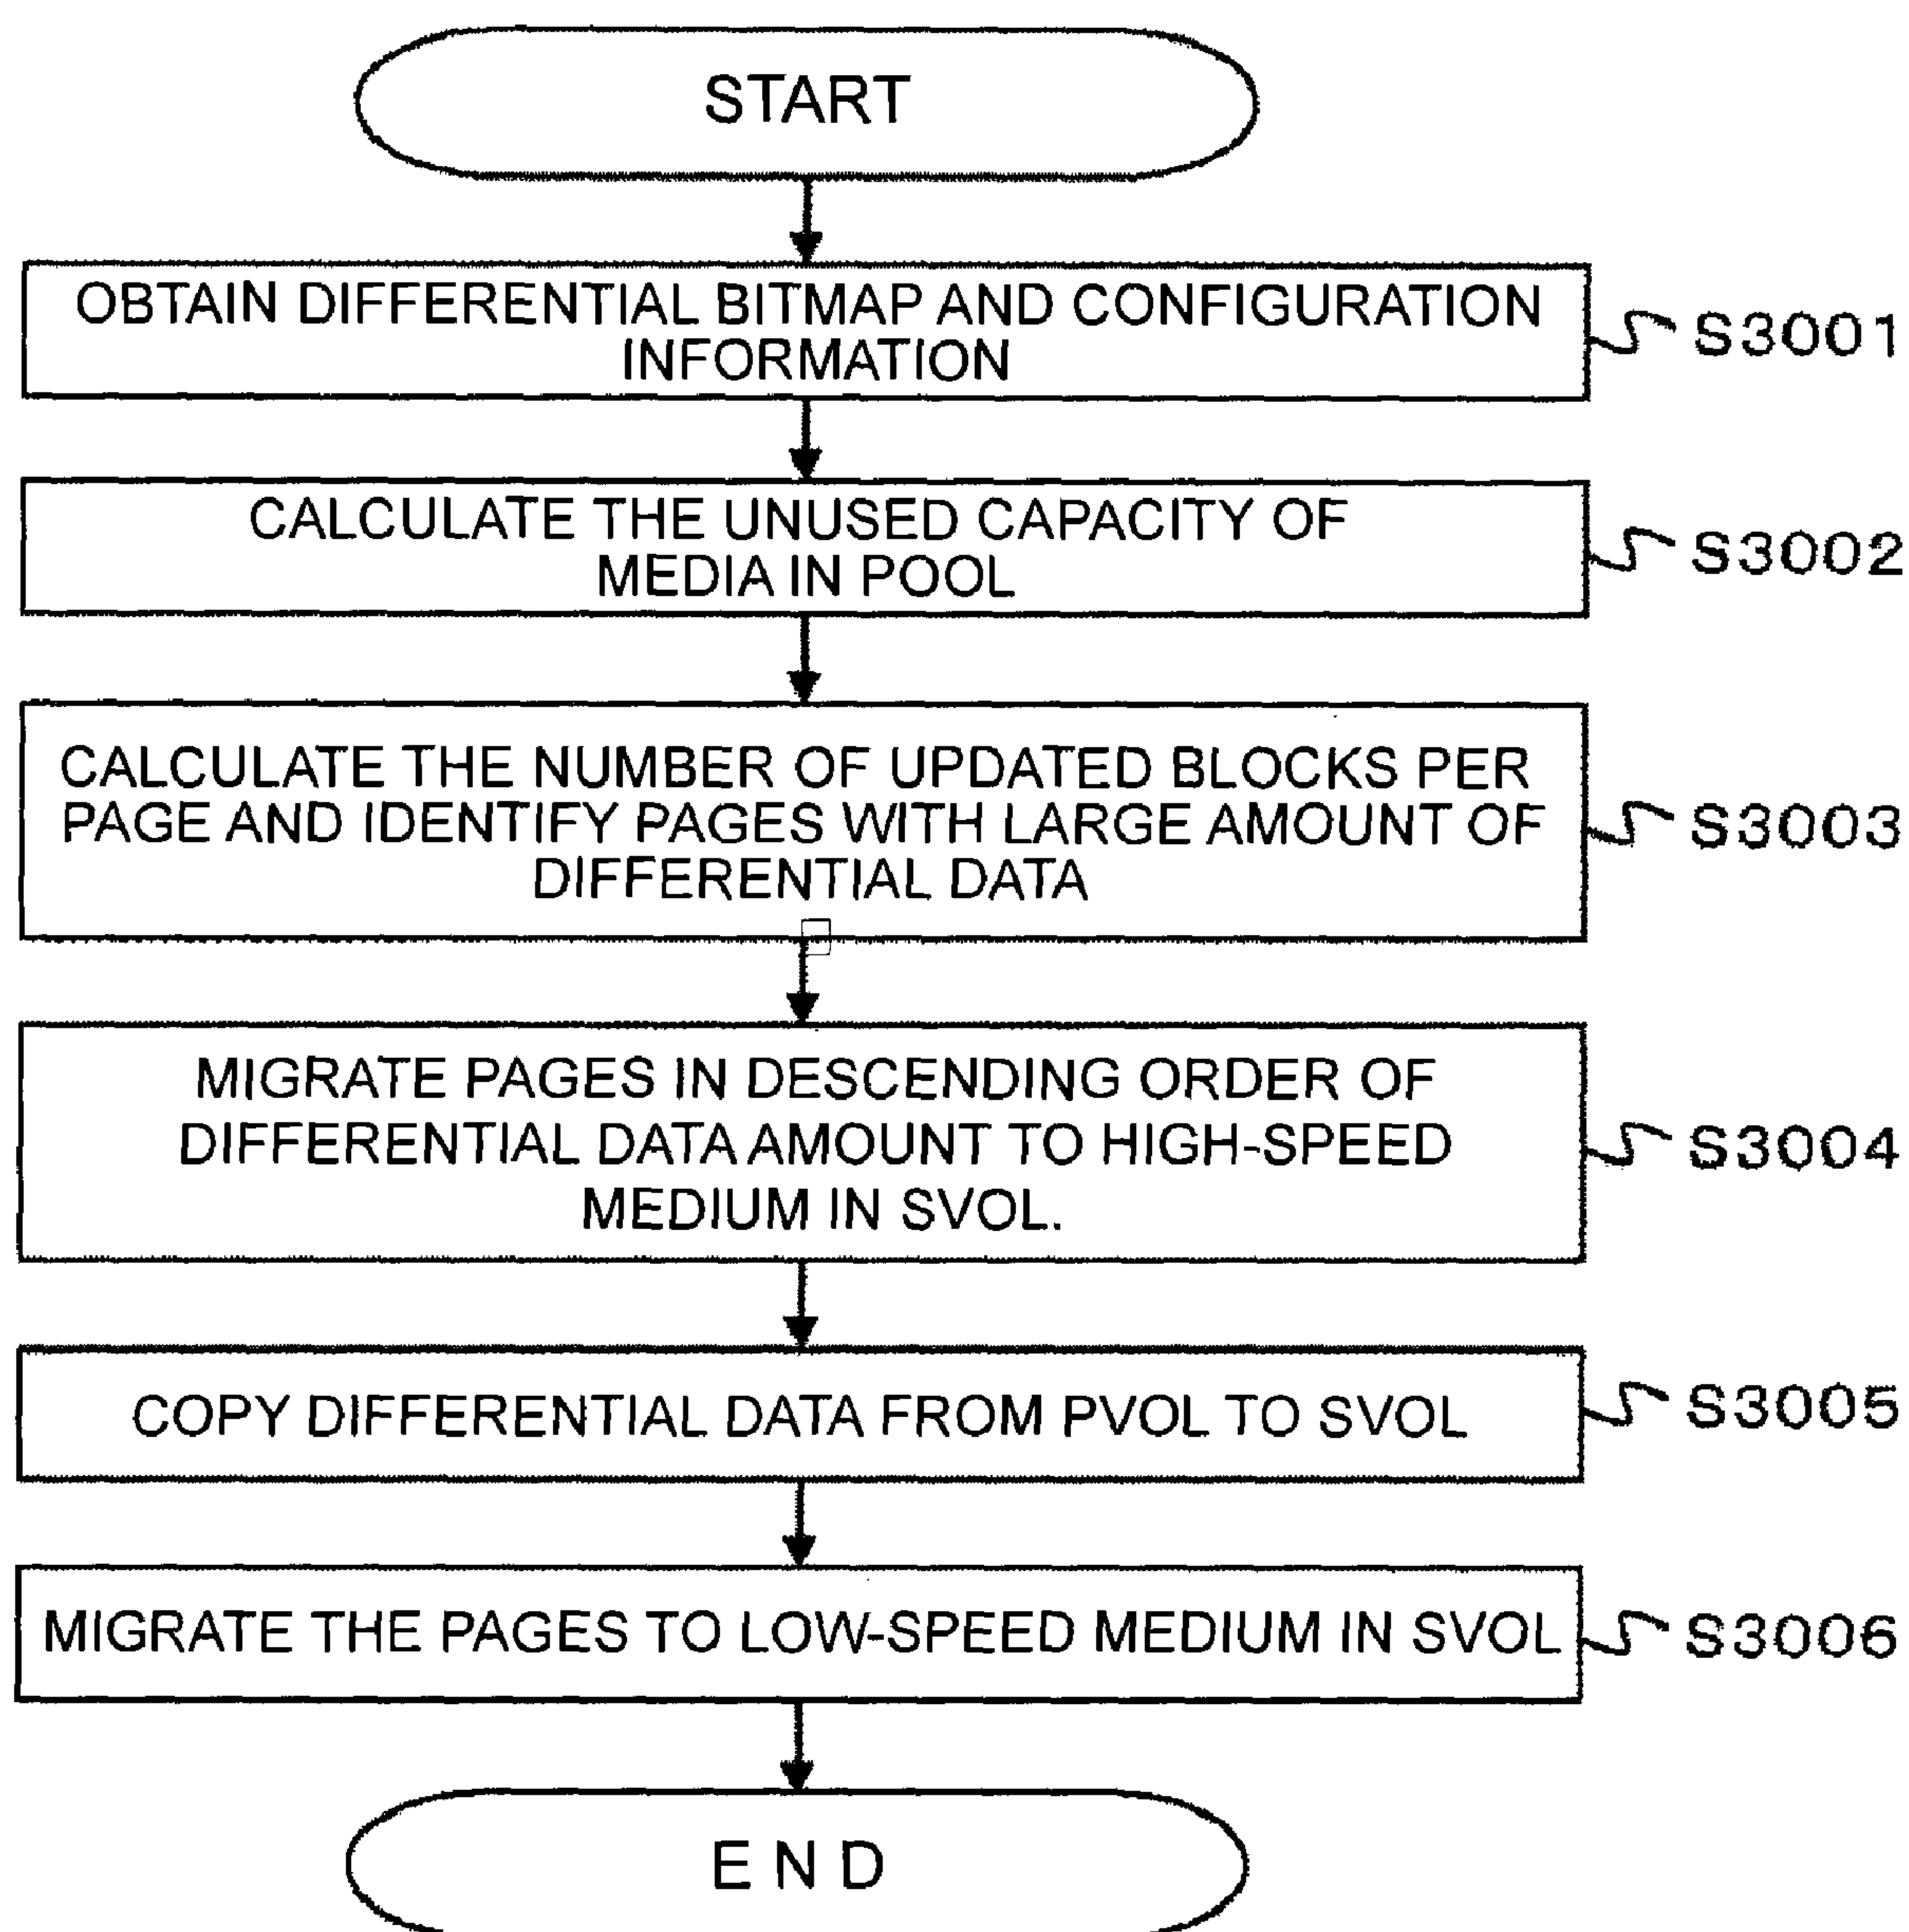 START
OBTAIN DIFFERENTIAL BITMAP AND CONFIGURATION
INFORMATION
S3001
CALCULATE THE UNUSED CAPACITY OF
MEDIA IN POOL
S3002
CALCULATE THE NUMBER OF UPDATED BLOCKS PER
PAGE AND IDENTIFY PAGES WITH LARGE AMOUNT OF
DIFFERENTIAL DATA
S3003
MIGRATE PAGES IN DESCENDING ORDER OF
DIFFERENTIAL DATA AMOUNT TO HIGH-SPEED
MEDIUM IN SVOL.
S3004
COPY DIFFERENTIAL DATA FROM PVOL TO SVOL
S3005
MIGRATE THE PAGES TO LOW-SPEED MEDIUM IN SVOL
S3006
END